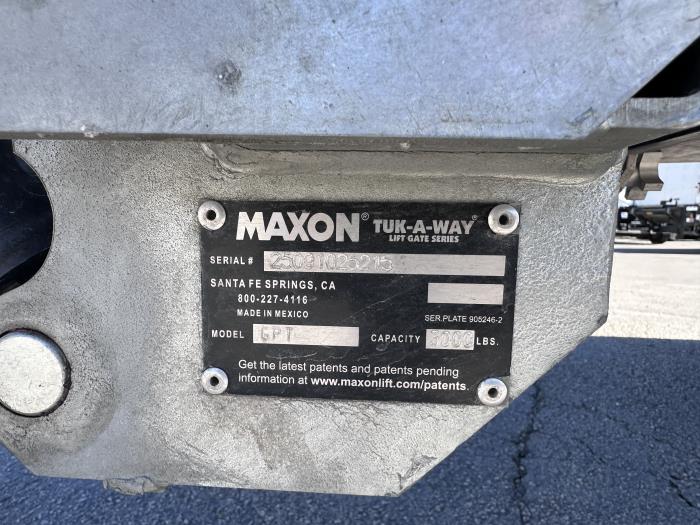 MAXON® TUK-A-WAY®
LIFT GATE SERIES
SERIAL #
SANTA FE SPRINGS, CA
800-227-4116
MADE IN MEXICO
SER.PLATE 905246-2
MODEL GPT CAPACITY LBS.
Get the latest patents and patents pending
information at www.maxonlift.com/patents.